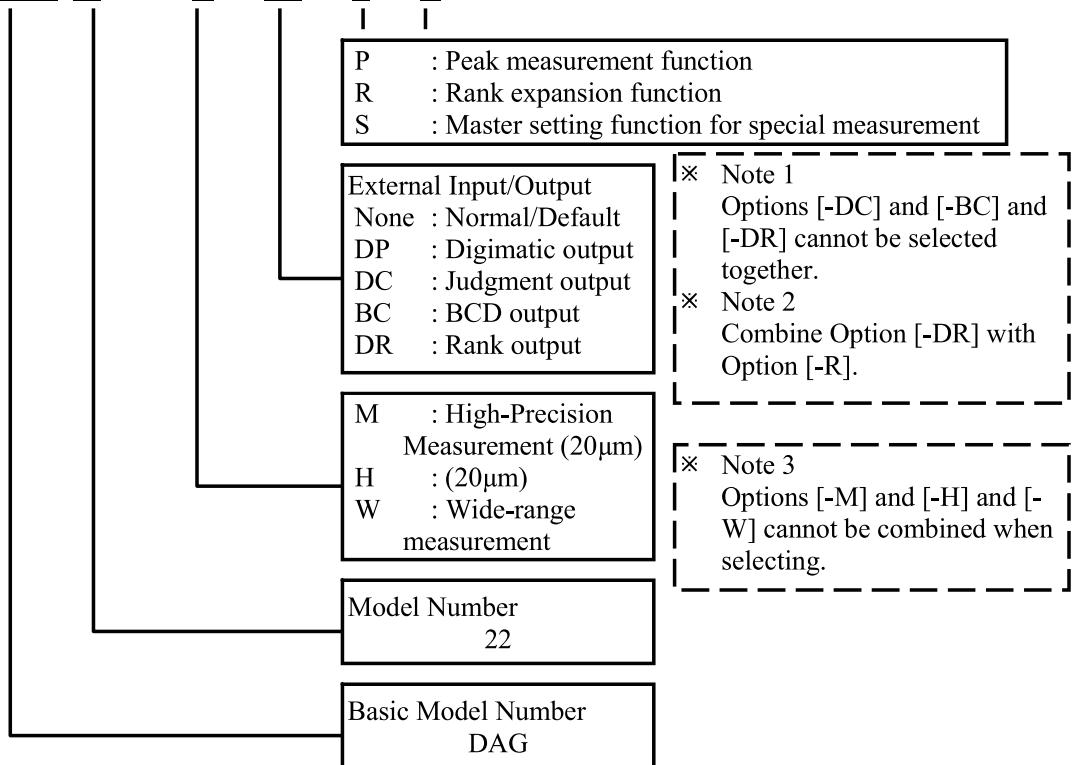 P : Peak measurement function
R : Rank expansion function
S : Master setting function for special measurement
External Input/Output
None : Normal/Default
DP : Digimatic output
DC : Judgment output
BC : BCD output
DR : Rank output
※ Note 1
Options [-DC] and [-BC] and
[-DR] cannot be selected
together.
※ Note 2
Combine Option [-DR] with
Option [-R].
M : High-Precision
Measurement (20μm)
H : (20μm)
W : Wide-range
measurement
※ Note 3
Options [-M] and [-H] and [-
W] cannot be combined when
selecting.
Model Number
22
Basic Model Number
DAG